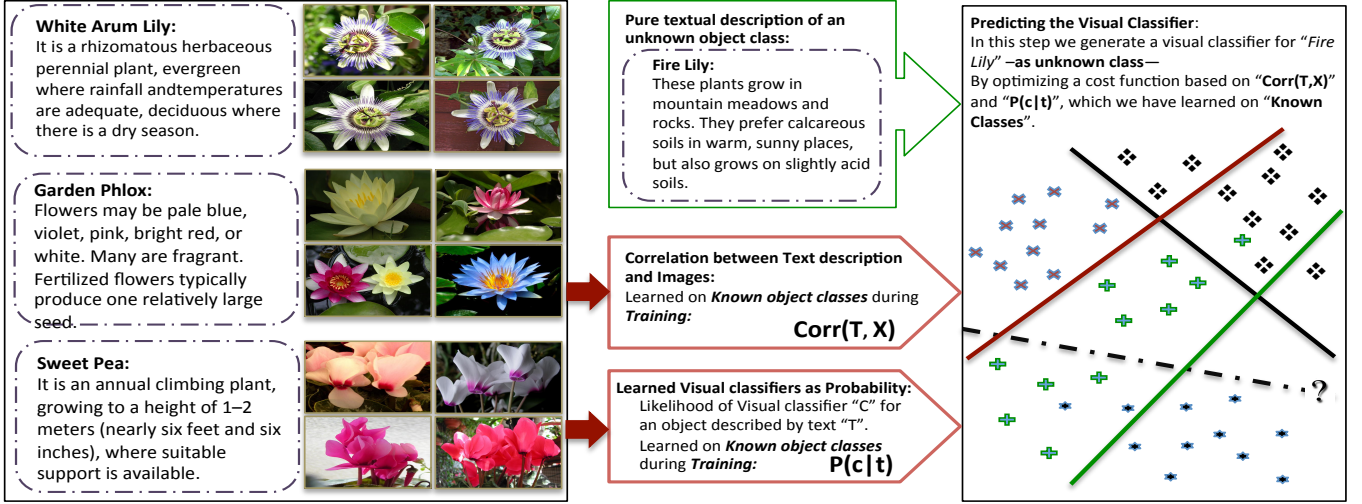 White Arum Lily:
It is a rhizomatous herbaceous
perennial plant, evergreen
where rainfall andtemperatures
are adequate, deciduous where
there is a dry season.
Garden Phlox:
Flowers may be pale blue,
violet, pink, bright red, or
white. Many are fragrant.
Fertilized flowers typically
produce one relatively large
seed.
Sweet Pea:
It is an annual climbing plant,
growing to a height of 1–2
meters (nearly six feet and six
inches), where suitable
support is available.
Pure textual description of an
unknown object class:
Fire Lily:
These plants grow in
mountain meadows and
rocks. They prefer calcareous
soils in warm, sunny places,
but also grows on slightly acid
soils.
Correlation between Text description
and Images:
Learned on Known object classes during
Training:
Corr(T, X)
Learned Visual classifiers as Probability:
Likelihood of Visual classifier “C” for
an object described by text “T”.
Learned on Known object classes
during Training:
P(c|t)
Predicting the Visual Classifier:
In this step we generate a visual classifier for “Fire
Lily” –as unknown class—
By optimizing a cost function based on “Corr(T,X)”
and “P(c|t)”, which we have learned on “Known
Classes”.
?